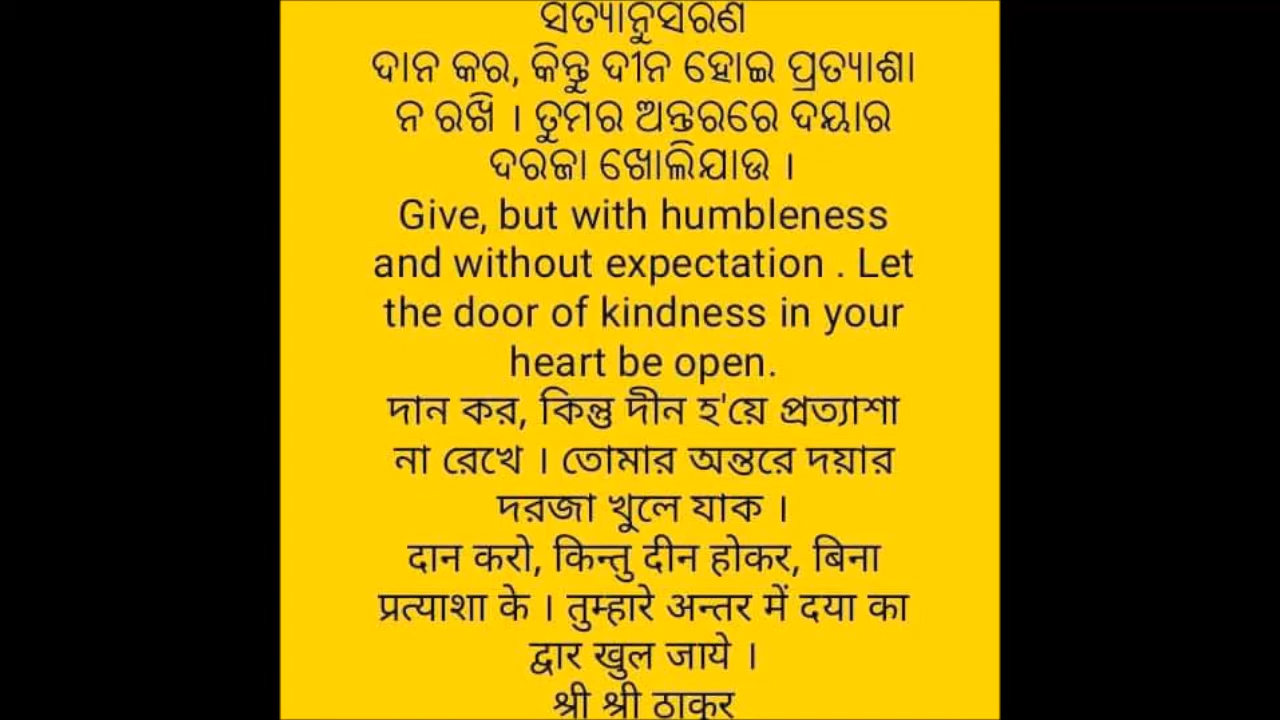 ସତ୍ୟାନୁସରଣ
ଦାନ କର, କିନ୍ତୁ ଦୀନ ହୋଇ ପ୍ରତ୍ୟାଶା
ନ ରଖି । ତୁମର ଅନ୍ତରରେ ଦୟାର
ଦରଜା ଖୋଲିଯାଉ ।
Give, but with humbleness
and without expectation . Let
the door of kindness in your
heart be open.
দান কর, কিন্তু দীন হ'য়ে প্রত্যাশা
না রেখে । তোমার অন্তরে দয়ার
দরজা খুলে যাক ।
दान करो, किन्तु दीन होकर, बिना
प्रत्याशा के । तुम्हारे अन्तर में दया का
द्वार खुल जाये ।
श्री श्री ठाकुर